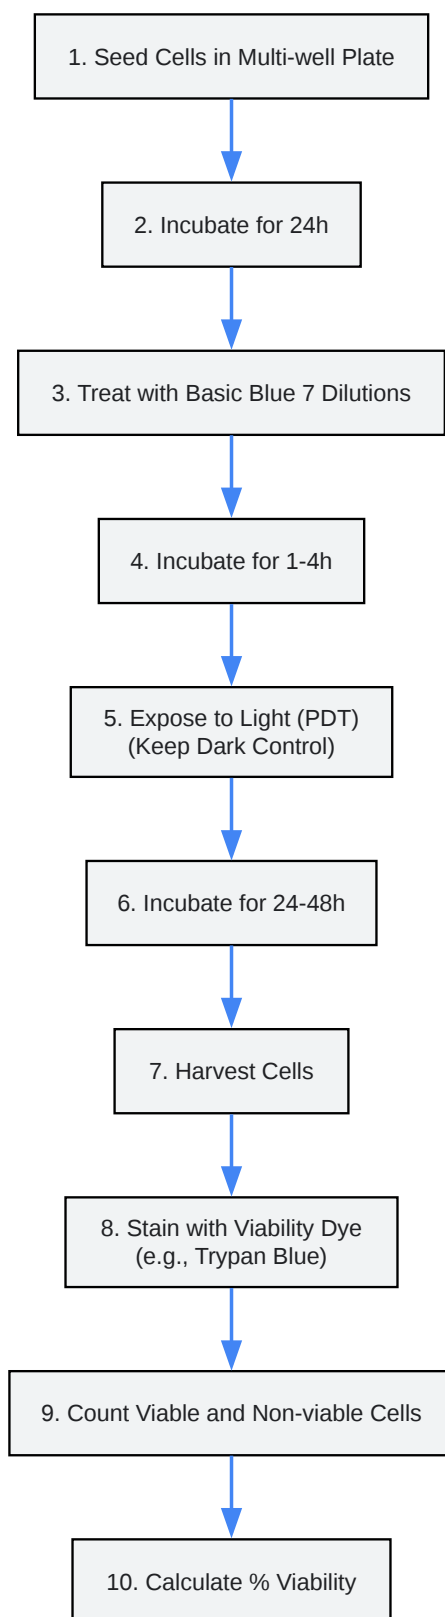 1. Seed Cells in Multi-well Plate
2. Incubate for 24h
3. Treat with Basic Blue 7 Dilutions
4. Incubate for 1-4h
5. Expose to Light (PDT)
(Keep Dark Control)
6. Incubate for 24-48h
7. Harvest Cells
8. Stain with Viability Dye
(e.g., Trypan Blue)
9. Count Viable and Non-viable Cells
10. Calculate % Viability